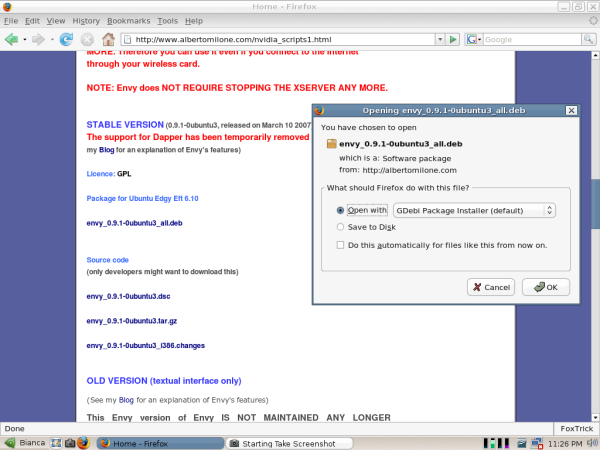 Home - Firefox
File Edit View History Bookmarks Tools Help
http://www.albertomilone.com/nvidia_scripts1.html
Google
MORE. Therefore you can use it even if you connect to the internet
through your wireless card.
NOTE: Envy does NOT REQUIRE STOPPING THE XSERVER ANY MORE.
STABLE VERSION (0.9.1-0ubuntu3, released on March 10 2007
The support for Dapper has been temporarily removed
my Blog for an explanation of Envy's features)
Licence: GPL
Package for Ubuntu Edgy Eft 6.10
envy_0.9.1-0ubuntu3_all.deb
Source code
(only developers might want to download this)
envy_0.9.1-0ubuntu3.dsc
envy_0.9.1-0ubuntu3.tar.gz
envy_0.9.1-0ubuntu3_i386.changes
OLD VERSION (textual interface only)
(See my Blog for an explanation of Envy's features)
This Envy version of Envy IS NOT MAINTAINED ANY LONGER
Opening envy_0.9.1-0ubuntu3_all.deb
You have chosen to open
envy_0.9.1-0ubuntu3_all.deb
which is a: Software package
from: http://albertomilone.com
What should Firefox do with this file?
Open with GDebi Package Installer (default)
Save to Disk
Do this automatically for files like this from now on.
Cancel OK
Done FoxTrick
Bianca Home - Firefox Starting Take Screenshot 11:26 PM